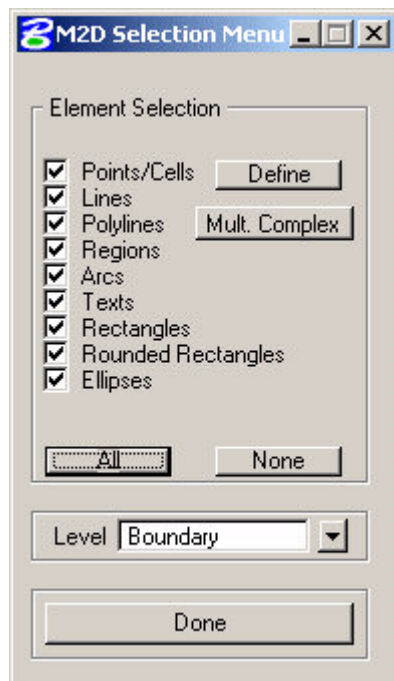 M2D Selection Menu
Element Selection
Points/Cells Define
Lines
Polylines Mult. Complex
Regions
Arcs
Texts
Rectangles
Rounded Rectangles
Ellipses
All None
Level Boundary
Done